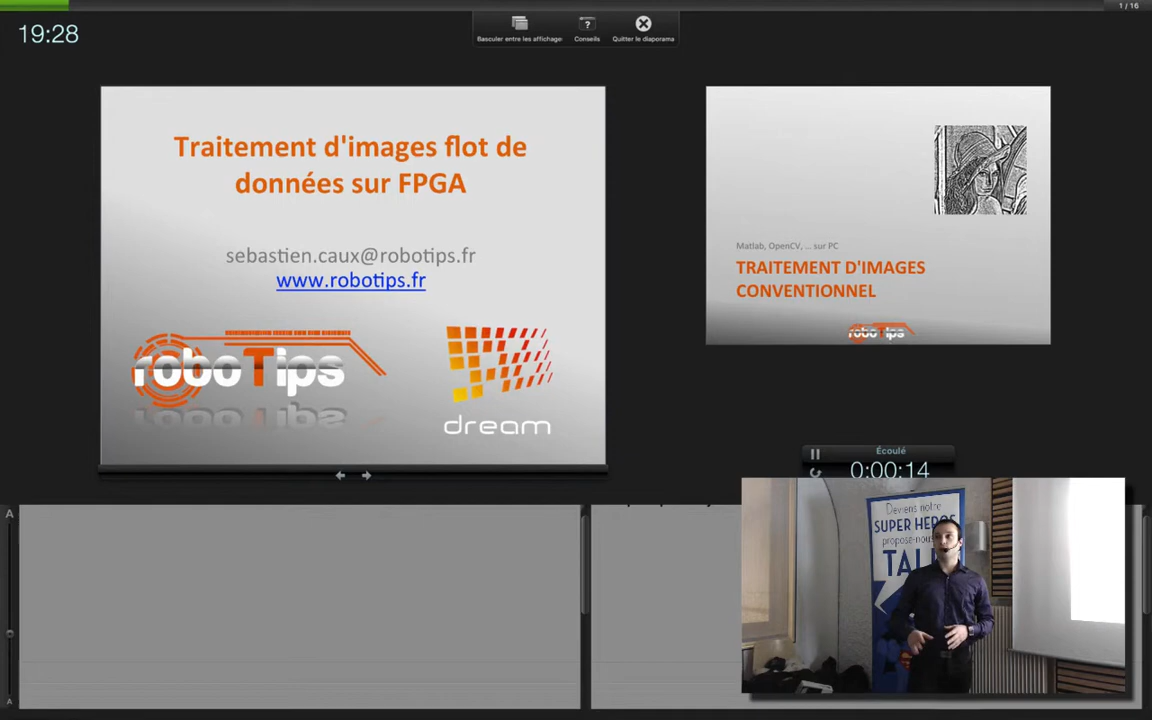 1 / 16
19:28
Basculer entre les affichages
?
Conseils
Quitter le diaporama
Traitement d'images flot de
données sur FPGA
sebastien.caux@robotips.fr
www.robotips.fr
roboTips
dream
Matlab, OpenCV, ... sur PC
TRAITEMENT D'IMAGES
CONVENTIONNEL
roboTips
Écoulé
0:00:14
A
A
Deviens notre
SUPER HEROS
propose-nous
TAL